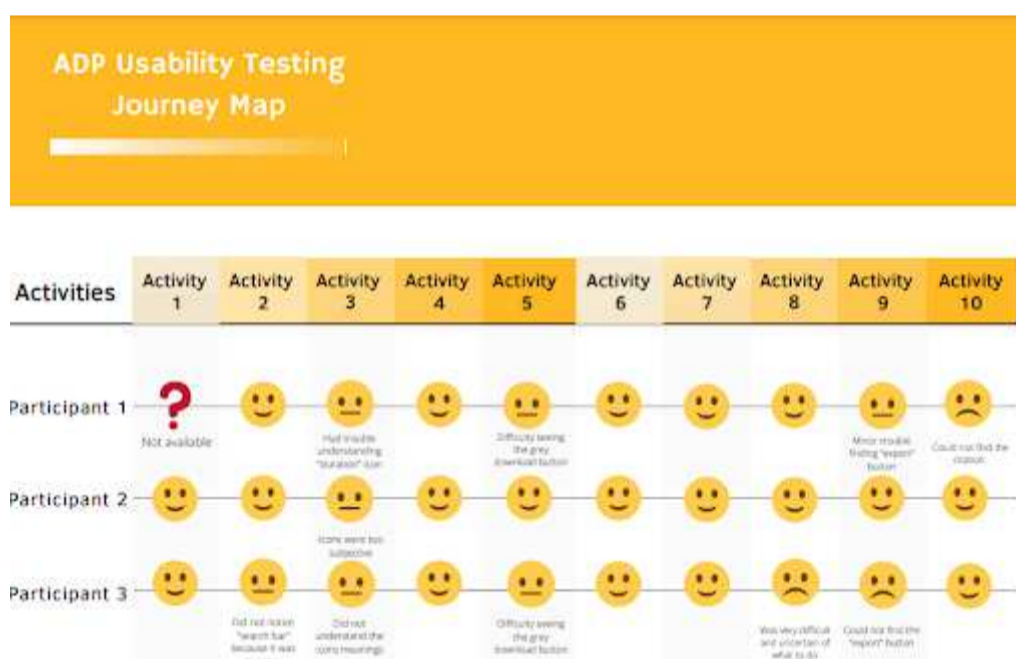 ADP Usability Testing
Journey Map
Activities
Activity
1
Activity
2
Activity
3
Activity
4
Activity
5
Activity
6
Activity
7
Activity
8
Activity
9
Activity
10
Participant 1
?
Not available
Had trouble
understanding
"duration" icon
Difficulty seeing
the grey
download button
Minor trouble
finding "export"
button
Could not find the
Participant 2
Icons were too
subjective
Participant 3
Did not notice
"search bar"
because it was
Did not
understand the
icons meanings
Difficulty seeing
the grey
download button
Was very difficult
and uncertain of
what to do
Could not find the
"export" button